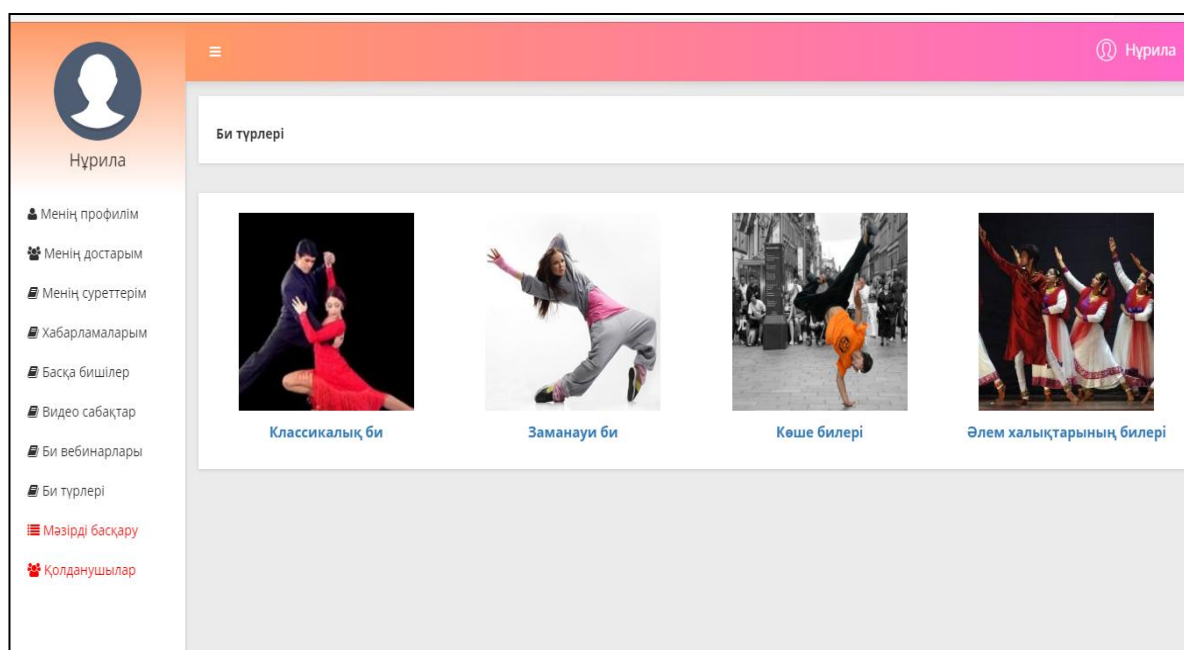 Нұрила
Нұрила
Менің профилім
Менің достарым
Менің суреттерім
Хабарламаларым
Басқа бишілер
Видео сабақтар
Би вебинарлары
Би түрлері
Мәзірді басқару
Қолданушылар
Би түрлері
Классикалық би
Заманауи би
Көше билері
Әлем халықтарының билері